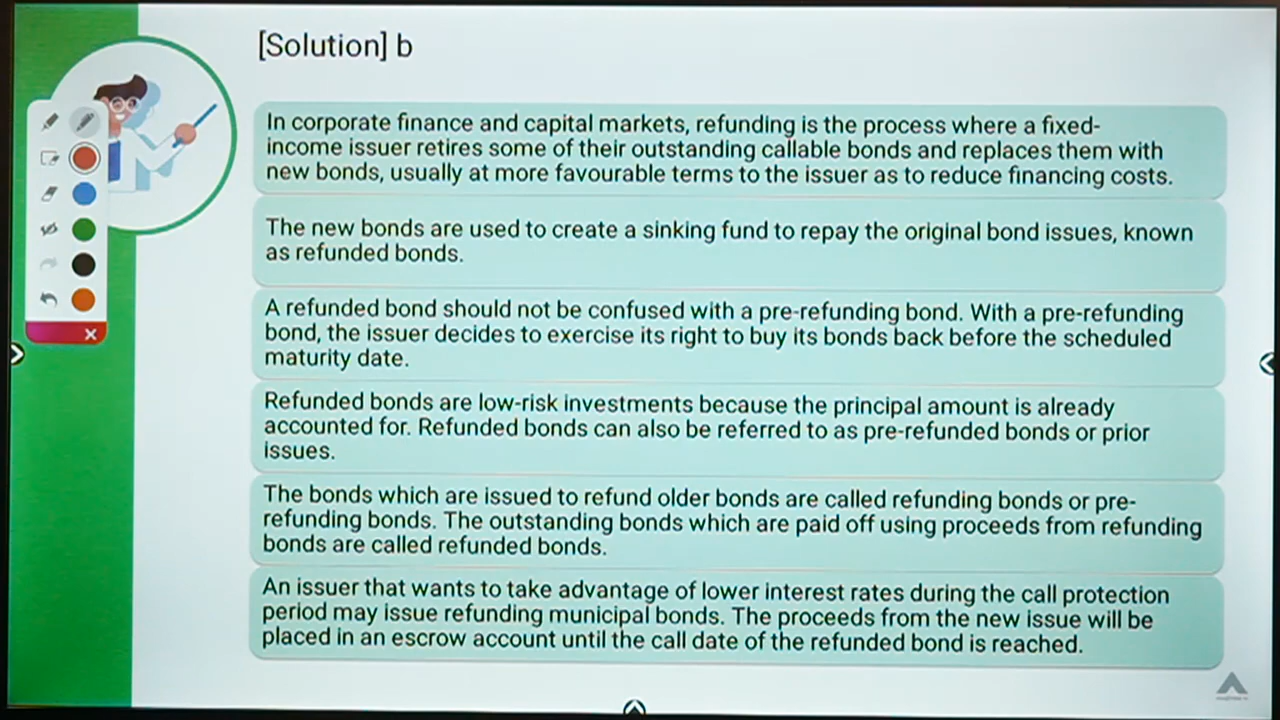 [Solution] b
In corporate finance and capital markets, refunding is the process where a fixed-
income issuer retires some of their outstanding callable bonds and replaces them with
new bonds, usually at more favourable terms to the issuer as to reduce financing costs.
The new bonds are used to create a sinking fund to repay the original bond issues, known
as refunded bonds.
A refunded bond should not be confused with a pre-refunding bond. With a pre-refunding
bond, the issuer decides to exercise its right to buy its bonds back before the scheduled
maturity date.
Refunded bonds are low-risk investments because the principal amount is already
accounted for. Refunded bonds can also be referred to as pre-refunded bonds or prior
issues.
The bonds which are issued to refund older bonds are called refunding bonds or pre-
refunding bonds. The outstanding bonds which are paid off using proceeds from refunding
bonds are called refunded bonds.
An issuer that wants to take advantage of lower interest rates during the call protection
period may issue refunding municipal bonds. The proceeds from the new issue will be
placed in an escrow account until the call date of the refunded bond is reached.